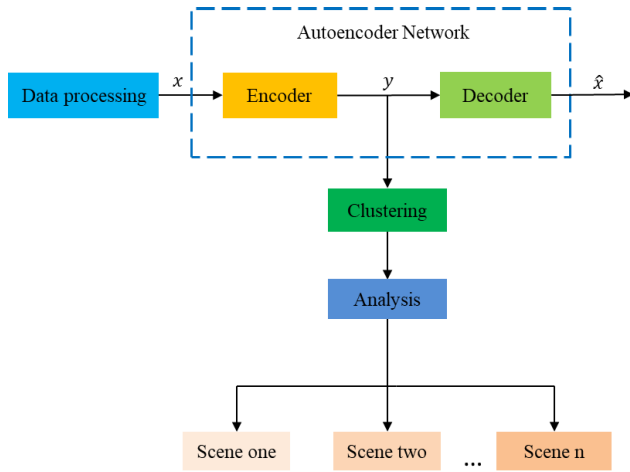 Autoencoder Network
Data processing
x
Encoder
y
Decoder
x̂
Clustering
Analysis
Scene one
Scene two
...
Scene n